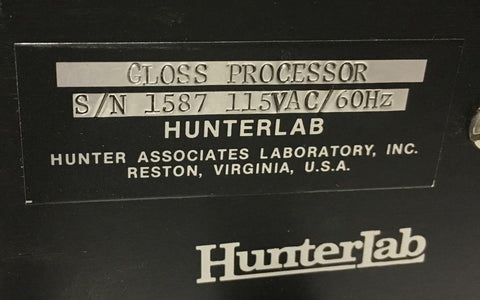 GLOSS PROCESSOR
S/N 1587 115VAC/60Hz
HUNTERLAB
HUNTER ASSOCIATES LABORATORY, INC.
RESTON, VIRGINIA, U.S.A.
HunterLab